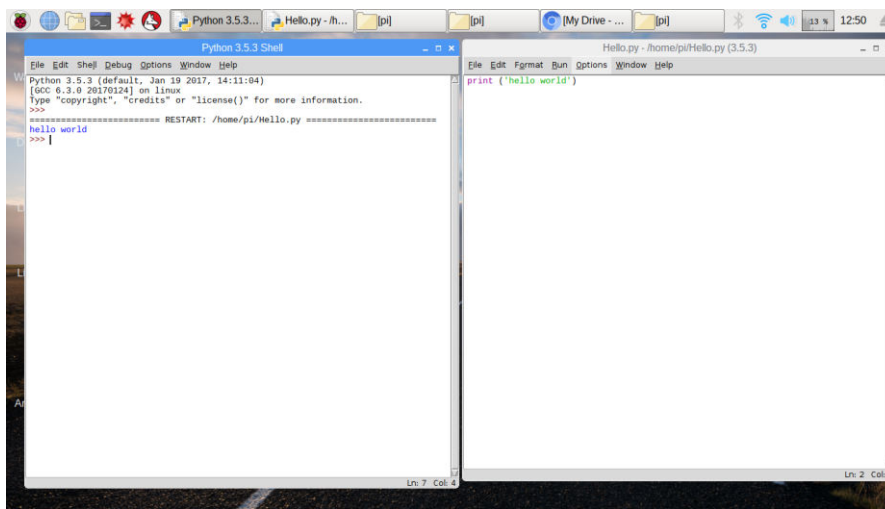 Python 3.5.3... Hello.py - /h... [pi] [pi] [My Drive - ... [pi] 13 % 12:50
Python 3.5.3 Shell
File Edit Shell Debug Options Window Help
Python 3.5.3 (default, Jan 19 2017, 14:11:04)
[GCC 6.3.0 20170124] on linux
Type "copyright", "credits" or "license()" for more information.
>>>
========================= RESTART: /home/pi/Hello.py =========================
hello world
>>>
Ln: 7 Col: 4
Hello.py - /home/pi/Hello.py (3.5.3)
File Edit Format Run Options Window Help
print ('hello world')
Ln: 2 Col: